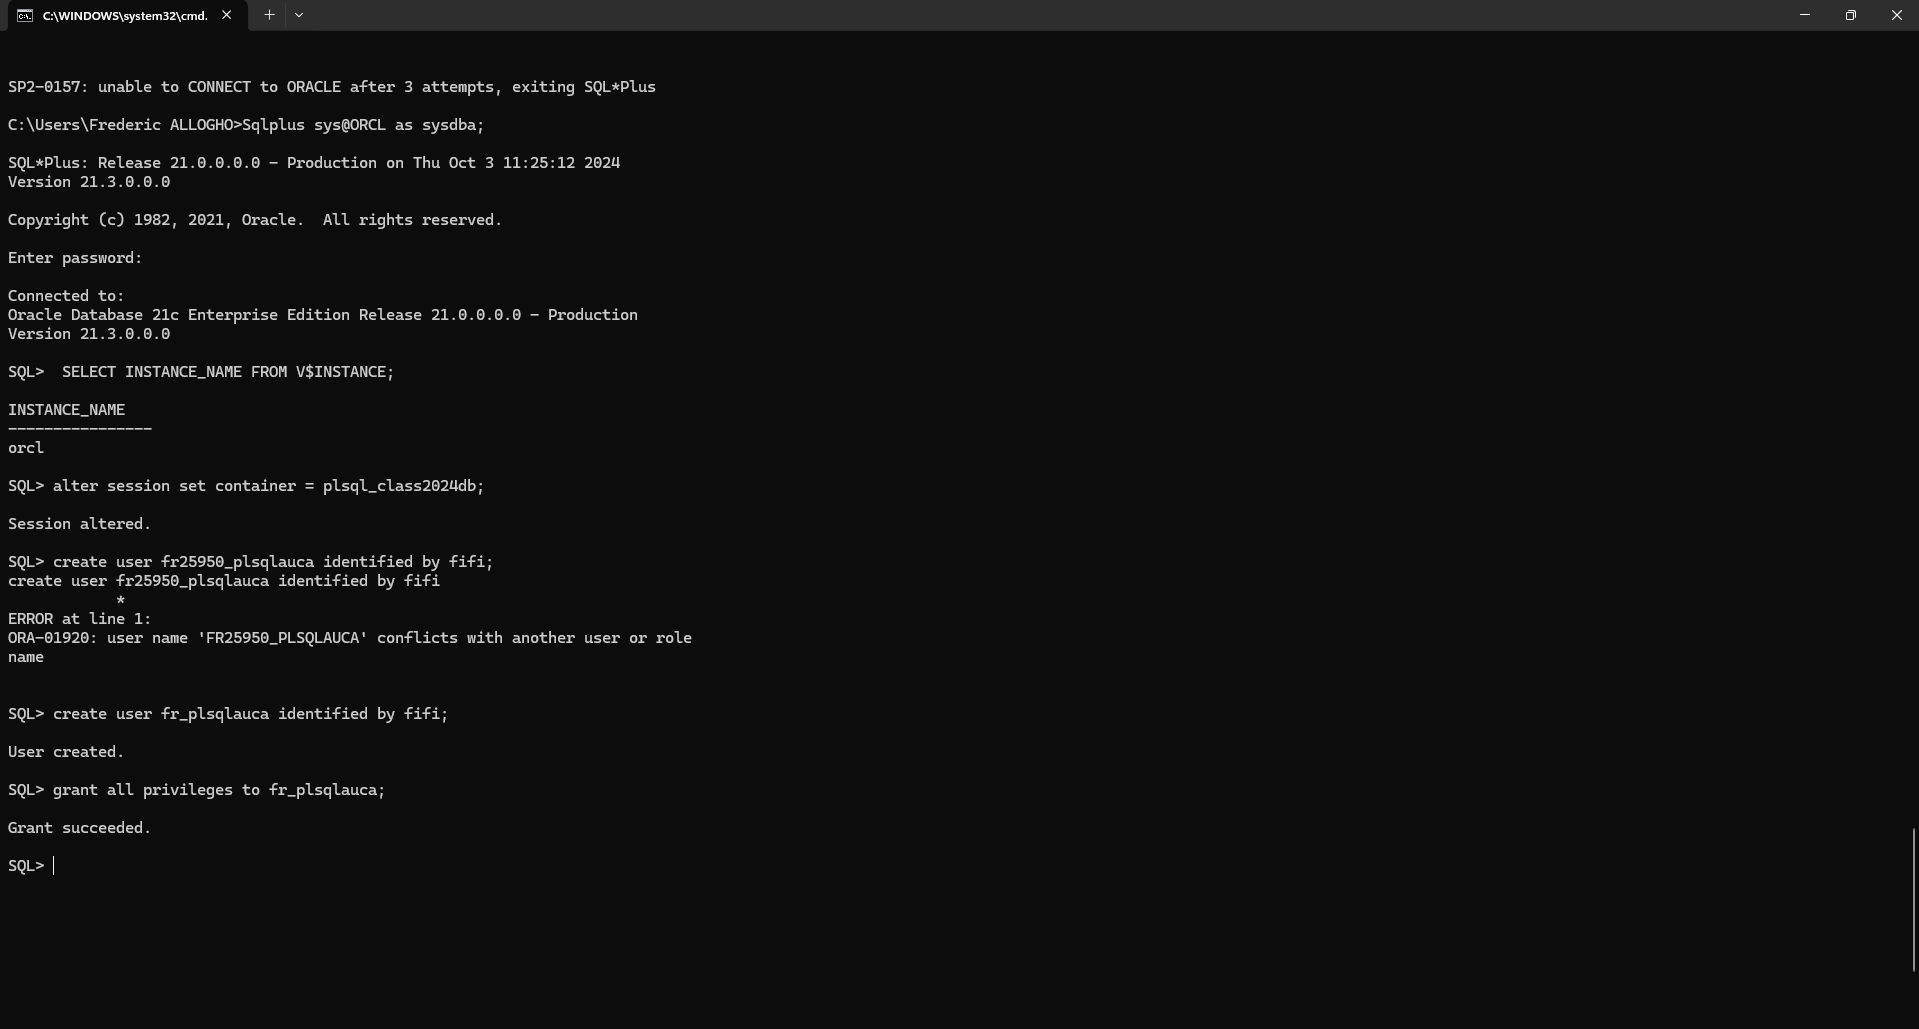 C:\WINDOWS\system32\cmd.
SP2-0157: unable to CONNECT to ORACLE after 3 attempts, exiting SQL*Plus
C:\Users\Frederic ALLOGHO>Sqlplus sys@ORCL as sysdba;
SQL*Plus: Release 21.0.0.0.0 - Production on Thu Oct 3 11:25:12 2024
Version 21.3.0.0.0
Copyright (c) 1982, 2021, Oracle.  All rights reserved.
Enter password:
Connected to:
Oracle Database 21c Enterprise Edition Release 21.0.0.0.0 - Production
Version 21.3.0.0.0
SQL>  SELECT INSTANCE_NAME FROM V$INSTANCE;
INSTANCE_NAME
----------------
orcl
SQL> alter session set container = plsql_class2024db;
Session altered.
SQL> create user fr25950_plsqlauca identified by fifi;
create user fr25950_plsqlauca identified by fifi
            *
ERROR at line 1:
ORA-01920: user name 'FR25950_PLSQLAUCA' conflicts with another user or role
name
SQL> create user fr_plsqlauca identified by fifi;
User created.
SQL> grant all privileges to fr_plsqlauca;
Grant succeeded.
SQL>